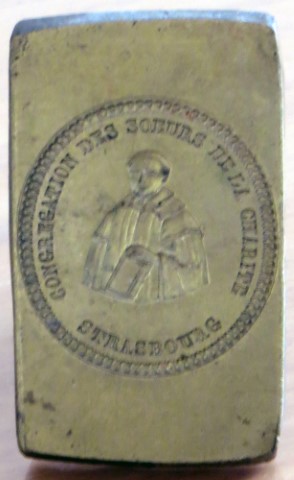 CONGREGATION DES SOEURS DE LA CHARITE
STRASBOURG